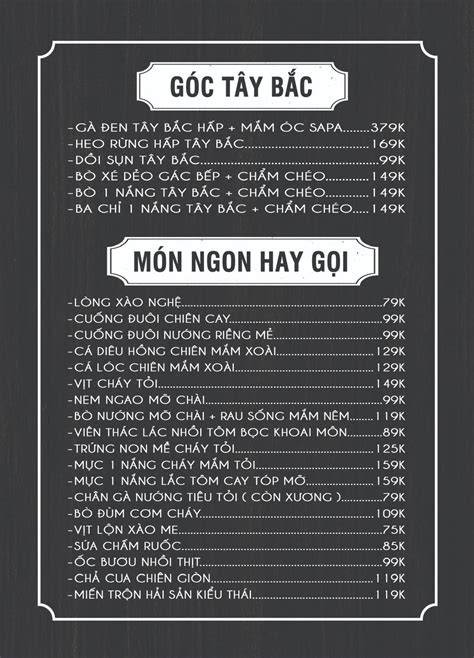 GÓC TÂY BẮC
-GÀ ĐEN TÂY BẮC HẤP + MẮM ÓC SAPA.......379K
-HEO RỪNG HẤP TÂY BẮC...............................169K
-DỒI SỤN TÂY BẮC.............................................99K
-BÒ XÉ DẺO GÁC BẾP + CHẨM CHÉO............149K
-BÒ 1 NẮNG TÂY BẮC + CHẨM CHÉO............149K
-BA CHỈ 1 NẮNG TÂY BẮC + CHẨM CHÉO.....149K
MÓN NGON HAY GỌI
-LÒNG XÀO NGHỆ..................................................79K
-CUỐNG ĐUÔI CHIÊN CAY......................................99K
-CUỐNG ĐUÔI NƯỚNG RIỀNG MẺ..........................99K
-CÁ DIÊU HỒNG CHIÊN MẮM XOÀI......................129K
-CÁ LÓC CHIÊN MẮM XOÀI..................................129K
-VỊT CHÁY TỎI......................................................149K
-NEM NGAO MỠ CHÀI............................................99K
-BÒ NƯỚNG MỠ CHÀI + RAU SỐNG MẮM NÊM.....119K
-VIÊN THÁC LÁC NHỒI TÔM BỌC KHOAI MÔN.........89K
-TRỨNG NON MỀ CHÁY TỎI..................................125K
-MỰC 1 NẮNG CHÁY MẮM TỎI..............................159K
-MỰC 1 NẮNG LẮC TÔM CAY TÓP MỠ...................159K
-CHÂN GÀ NƯỚNG TIÊU TỎI ( CÒN XƯƠNG ).........79K
-BÒ ĐÙM CƠM CHÁY............................................109K
-VỊT LỘN XÀO ME..................................................75K
-SỨA CHẤM RUỐC..................................................85K
-ỐC BƯƠU NHỒI THỊT............................................99K
-CHẢ CUA CHIÊN GIÒN........................................119K
-MIẾN TRỘN HẢI SẢN KIỂU THÁI...........................119K